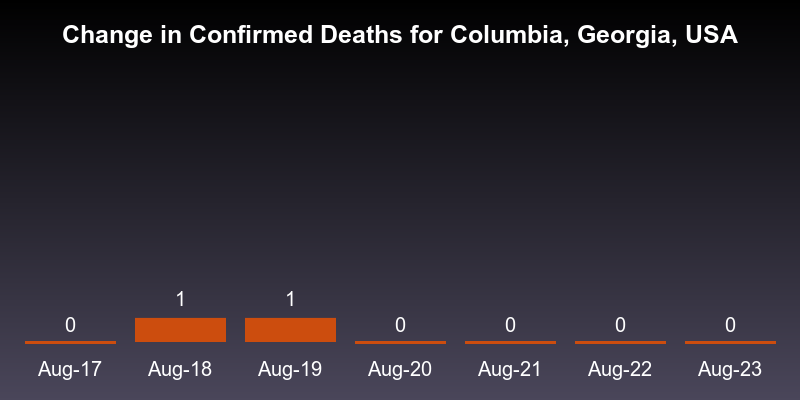 Change in Confirmed Deaths for Columbia, Georgia, USA
0 1 1 0 0 0 0
Aug-17 Aug-18 Aug-19 Aug-20 Aug-21 Aug-22 Aug-23